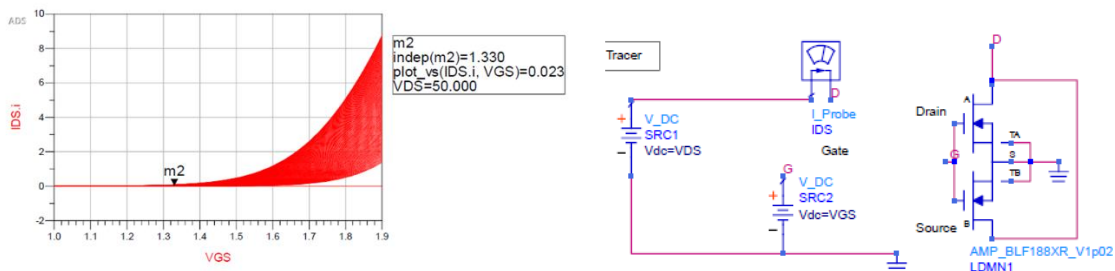 ADS
10
8
6
4
2
0
-2
IDS.i
m2
1.0
1.1
1.2
1.3
1.4
1.5
1.6
1.7
1.8
1.9
VGS
m2
indep(m2)=1.330
plot_vs(IDS.i, VGS)=0.023
VDS=50.000
Tracer
+
V_DC
SRC1
Vdc=VDS
D
I_Probe
IDS
Gate
G
+
V_DC
SRC2
Vdc=VGS
D
Drain
A
TA
G
S
TB
Source
B
AMP_BLF188XR_V1p02
LDMN1